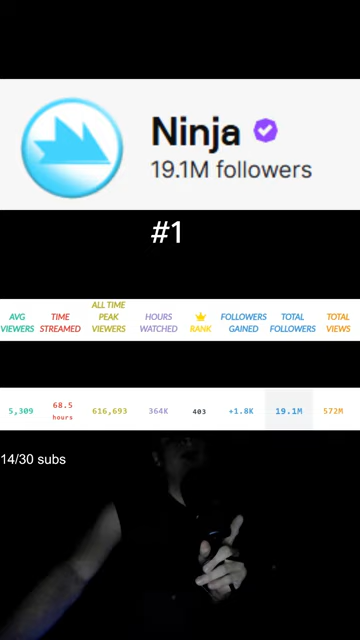 Ninja
19.1M followers
#1
AVG VIEWERS
TIME STREAMED
ALL TIME PEAK VIEWERS
HOURS WATCHED
RANK
FOLLOWERS GAINED
TOTAL FOLLOWERS
TOTAL VIEWS
5,309
68.5 hours
616,693
364K
403
+1.8K
19.1M
572M
14/30 subs